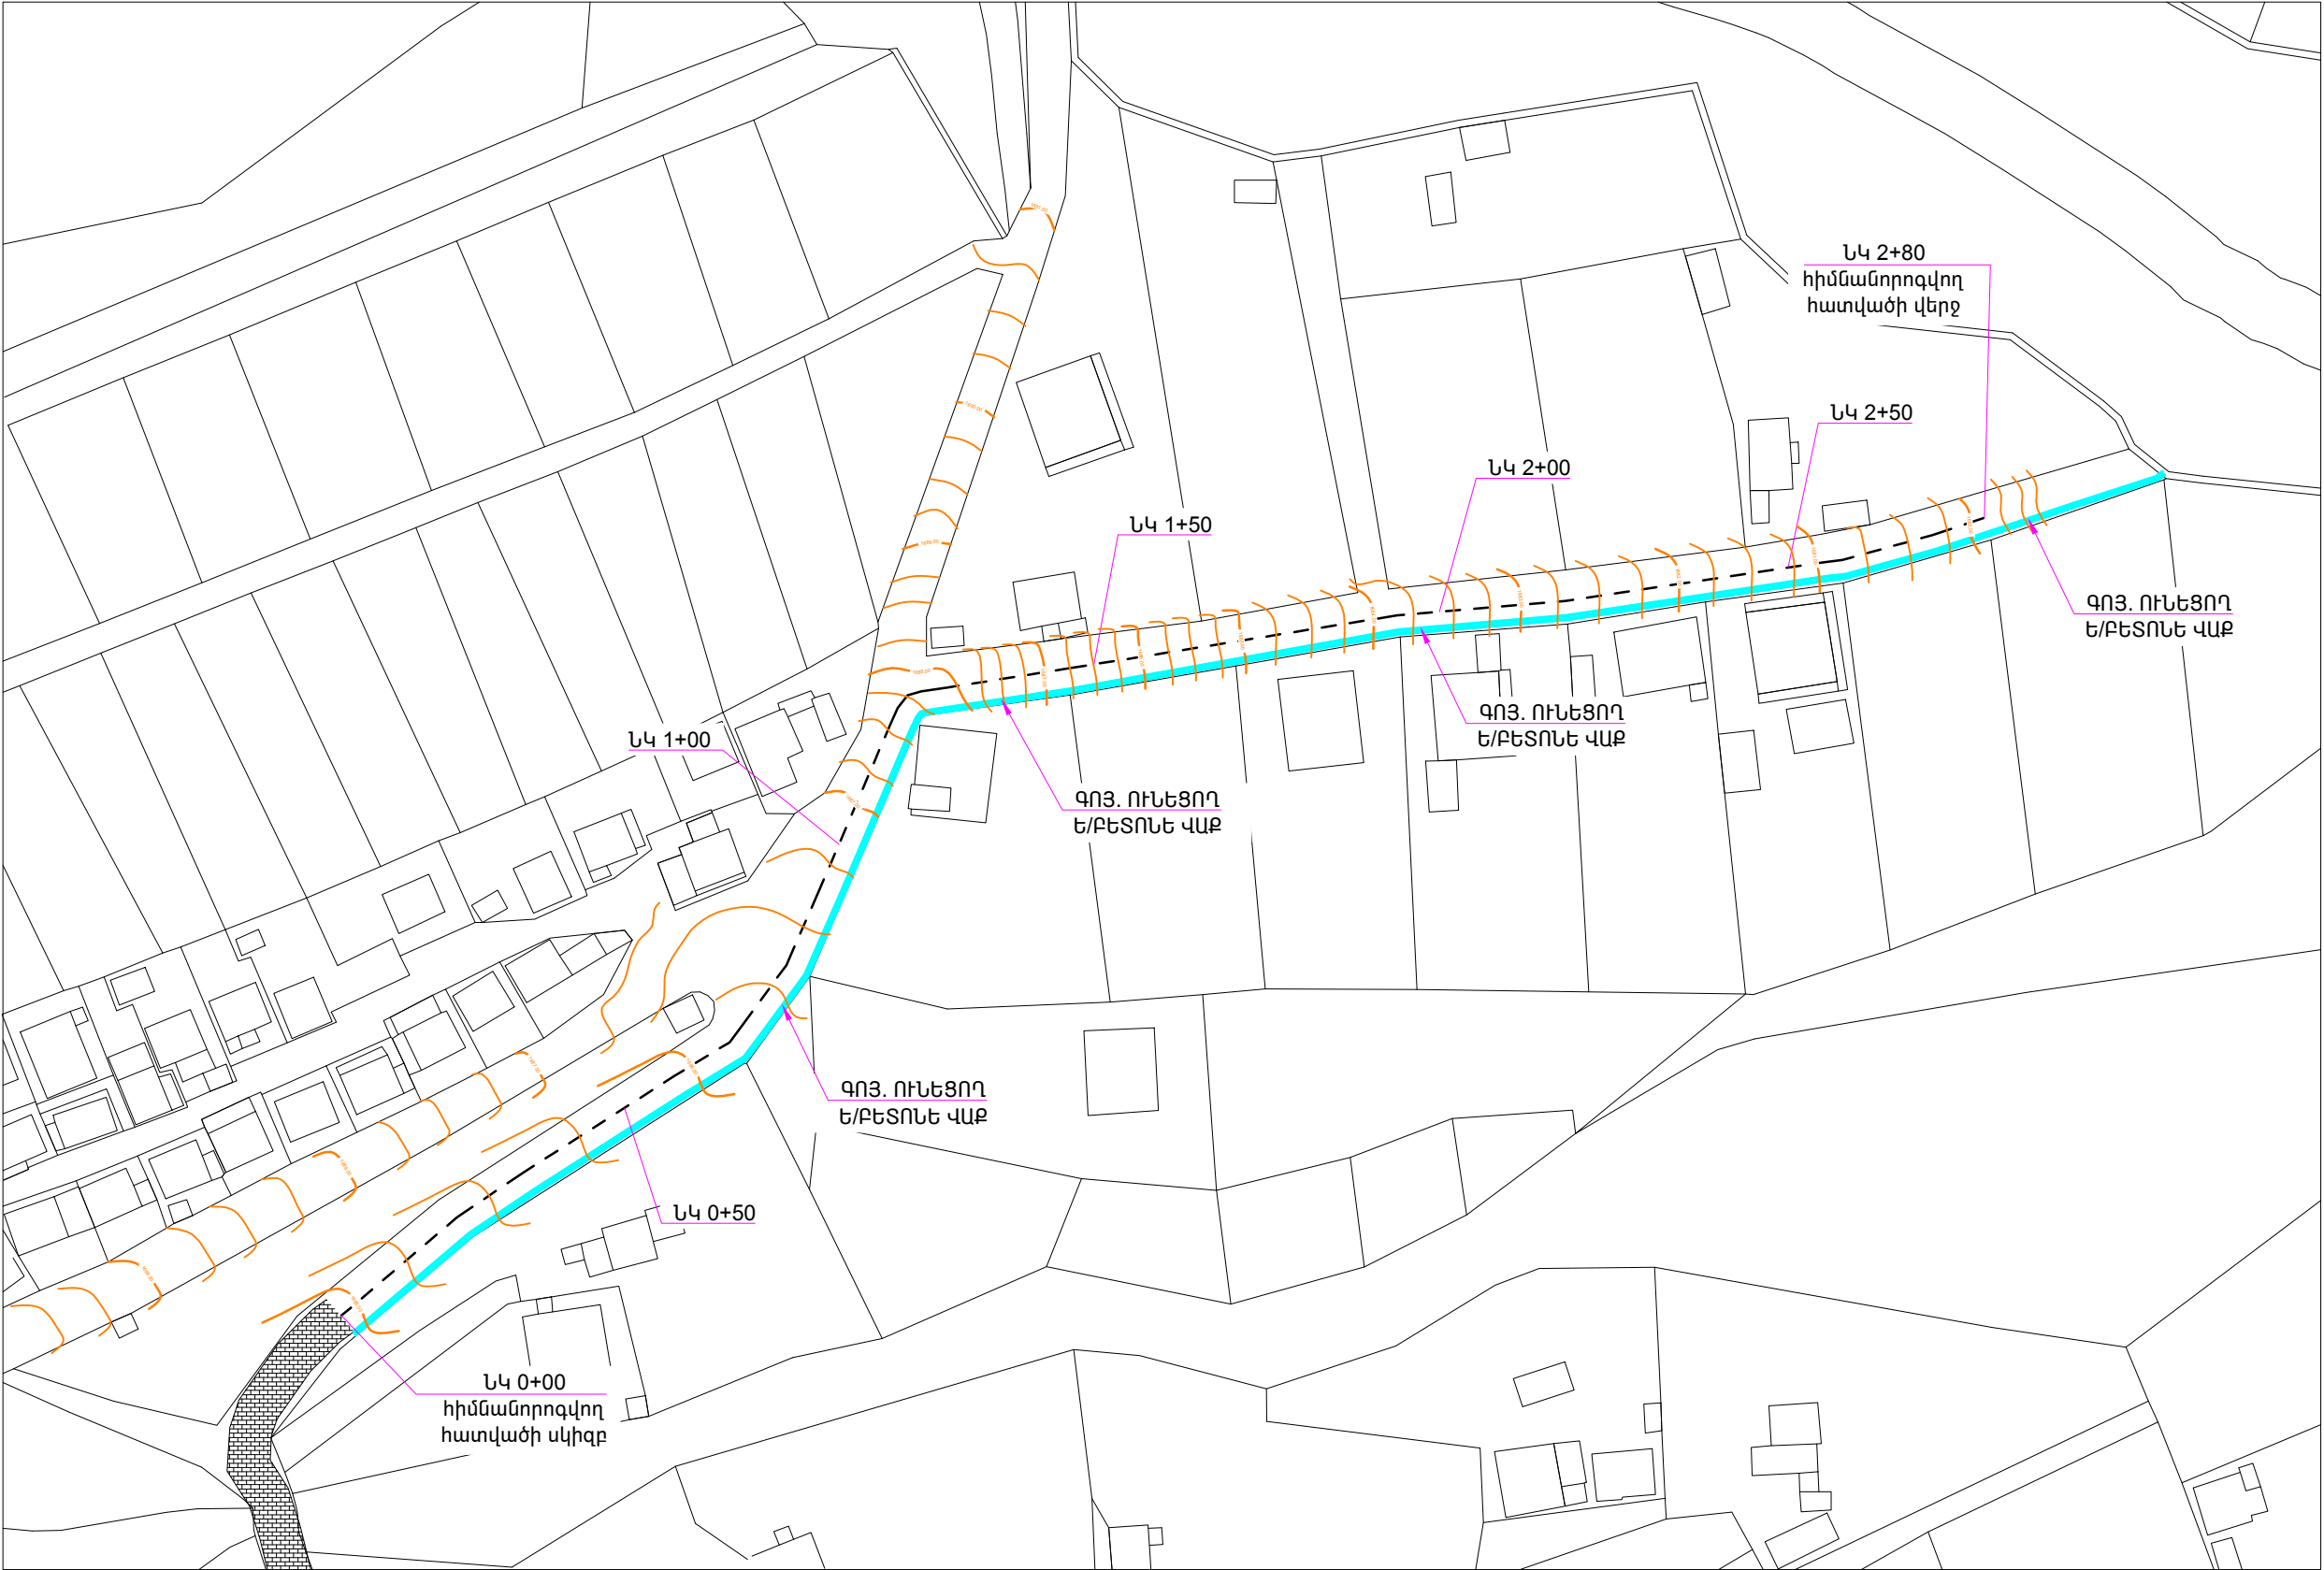 ՆԿ 2+80
հիմնանորոգվող
հատվածի վերջ
ՆԿ 2+50
ՆԿ 2+00
ՆԿ 1+50
ԳՈՅ. ՈՒՆԵՑՈՂ
Ե/ԲԵՏՈՆԵ ՎԱՔ
ԳՈՅ. ՈՒՆԵՑՈՂ
Ե/ԲԵՏՈՆԵ ՎԱՔ
ՆԿ 1+00
ԳՈՅ. ՈՒՆԵՑՈՂ
Ե/ԲԵՏՈՆԵ ՎԱՔ
ԳՈՅ. ՈՒՆԵՑՈՂ
Ե/ԲԵՏՈՆԵ ՎԱՔ
ՆԿ 0+50
ՆԿ 0+00
հիմնանորոգվող
հատվածի սկիզբ